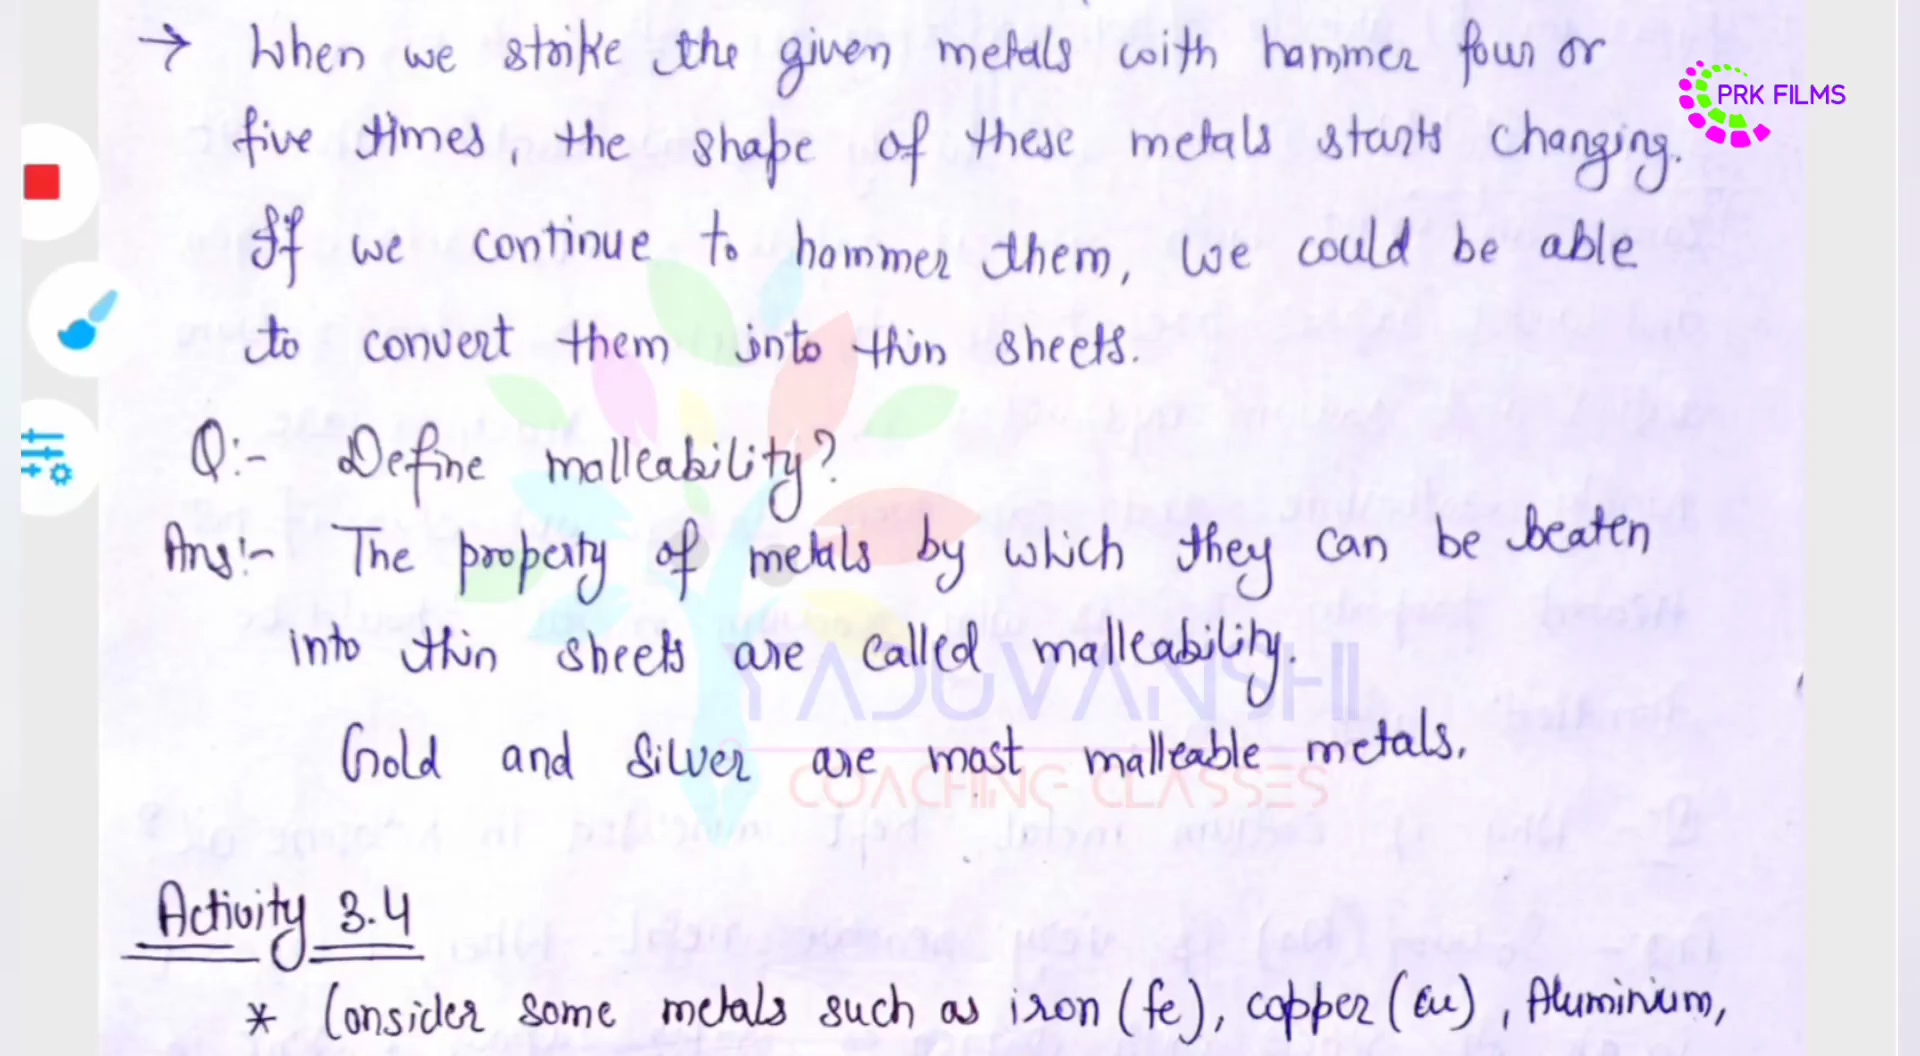 → When we strike the given metals with hammer four or
PRK FILMS
five times, the shape of these metals starts changing.
If we continue to hammer them, we could be able
to convert them into thin sheets.
Q:- Define malleability?
Ans:- The property of metals by which they can be beaten
into thin sheets are called malleability.
YADUVANSHI
Gold and Silver are most malleable metals.
COACHING CLASSES
Activity 3.4
* Consider some metals such as iron (fe), copper (Cu), Aluminium,